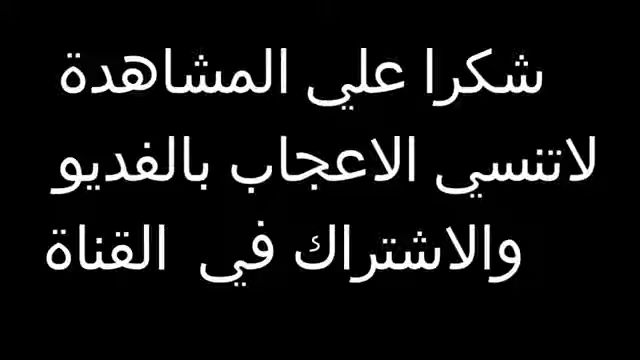 شكرا علي المشاهدة
لاتنسي الاعجاب بالفديو
والاشتراك في القناة